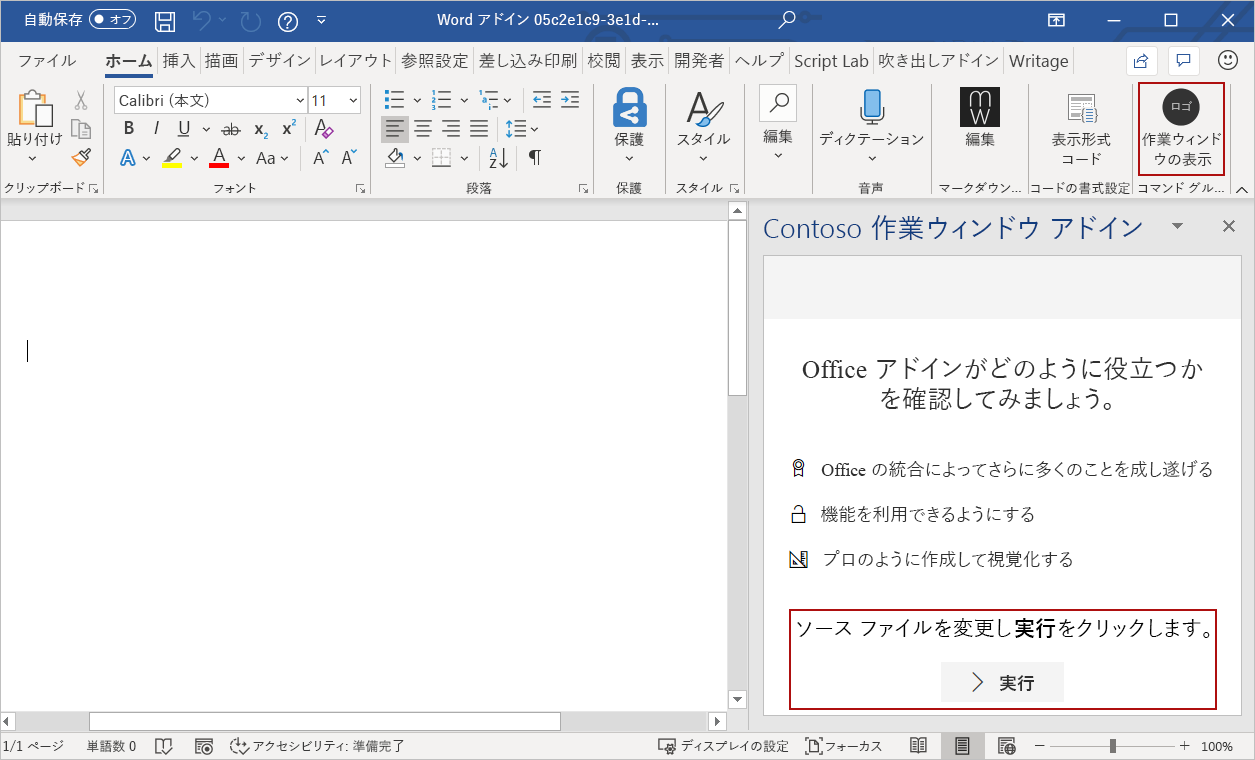 自動保存 オフ
Word アドイン 05c2e1c9-3e1d-...
ファイル ホーム 挿入 描画 デザイン レイアウト 参照設定 差し込み印刷 校閲 表示 開発者 ヘルプ Script Lab 吹き出しアドイン Writage
貼り付け
クリップボード
Calibri (本文) 11
B I U ab x₂ x² A
A A Aa A A
フォント
段落
保護
保護
スタイル
スタイル
編集
ディクテーション
音声
編集
マークダウン...
表示形式
コード
コードの書式設定
ロゴ
作業ウィンド
ウの表示
コマンド グル...
Contoso 作業ウィンドウ アドイン
Office アドインがどのように役立つか
を確認してみましょう。
Office の統合によってさらに多くのことを成し遂げる
機能を利用できるようにする
プロのように作成して視覚化する
ソース ファイルを変更し実行をクリックします。
実行
1/1 ページ 単語数 0 アクセシビリティ: 準備完了 ディスプレイの設定 フォーカス 100%